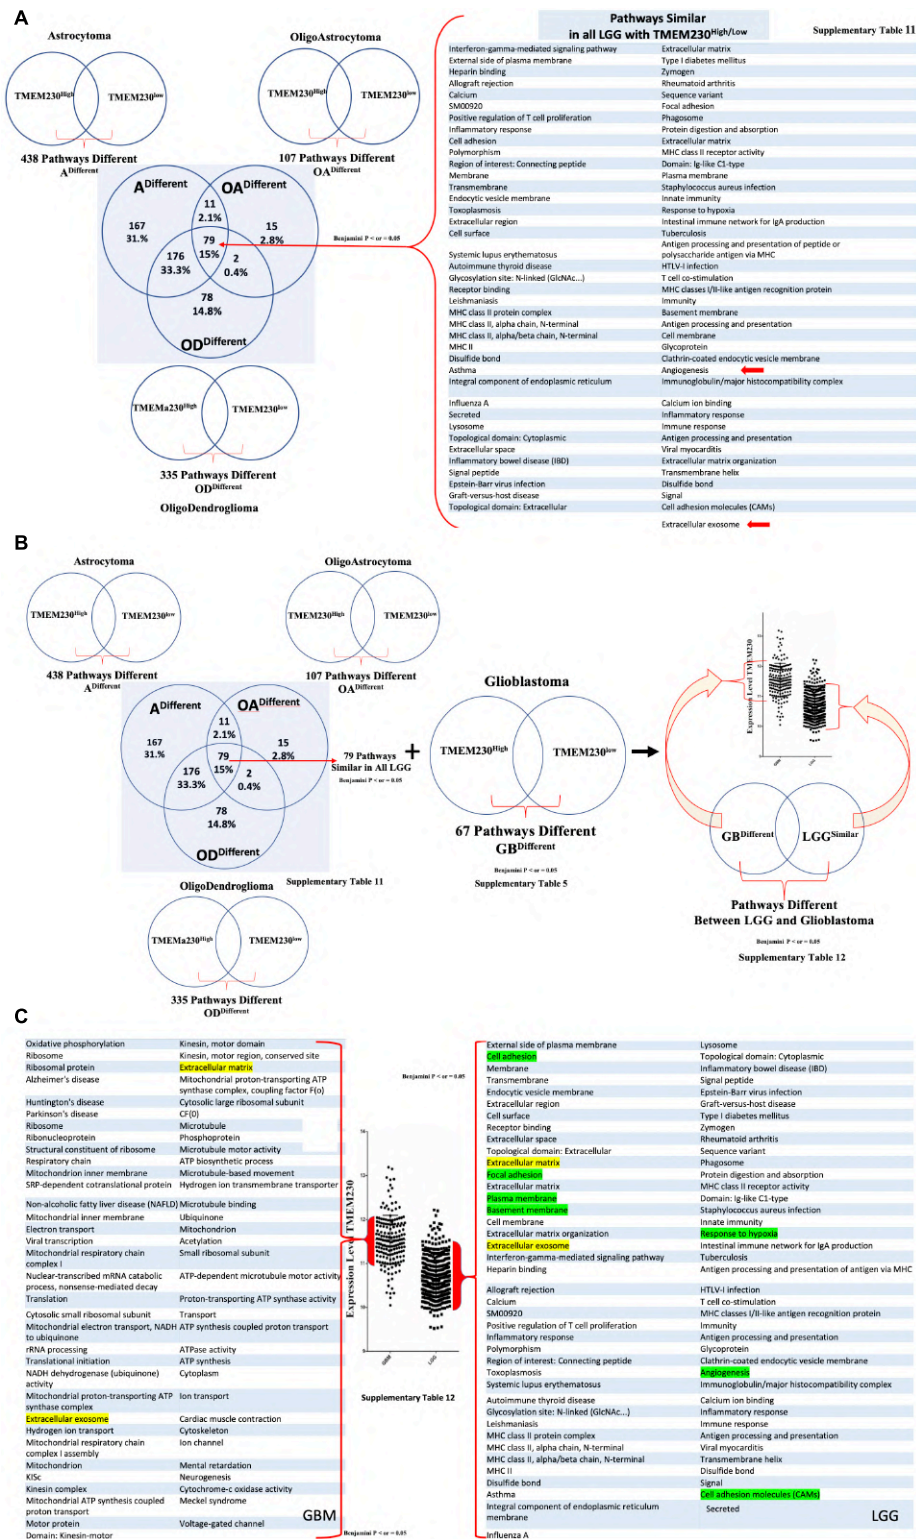 A
Astrocytoma
OligoAstrocytoma
TMEM230High
TMEM230low
TMEM230High
TMEM230low
438 Pathways Different
ADifferent
107 Pathways Different
OADifferent
ADifferent
OADifferent
11
2.1%
167
31.%
15
2.8%
79
15%
176
33.3%
2
0.4%
78
14.8%
ODDifferent
Benjamini P < or = 0.05
TMEMa230High
TMEM230low
335 Pathways Different
ODDifferent
OligoDendroglioma
Pathways Similar
in all LGG with TMEM230High/Low
Supplementary Table 11
Interferon-gamma-mediated signaling pathway Extracellular matrix
External side of plasma membrane Type I diabetes mellitus
Heparin binding Zymogen
Allograft rejection Rheumatoid arthritis
Calcium Sequence variant
SM00920 Focal adhesion
Positive regulation of T cell proliferation Phagosome
Inflammatory response Protein digestion and absorption
Cell adhesion Extracellular matrix
Polymorphism MHC class II receptor activity
Region of interest: Connecting peptide Domain: Ig-like C1-type
Membrane Plasma membrane
Transmembrane Staphylococcus aureus infection
Endocytic vesicle membrane Innate immunity
Toxoplasmosis Response to hypoxia
Extracellular region Intestinal immune network for IgA production
Cell surface Tuberculosis
Antigen processing and presentation of peptide or
Systemic lupus erythematosus polysaccharide antigen via MHC
Autoimmune thyroid disease HTLV-I infection
Glycosylation site: N-linked (GlcNAc...) T cell co-stimulation
Receptor binding MHC classes I/II-like antigen recognition protein
Leishmaniasis Immunity
MHC class II protein complex Basement membrane
MHC class II, alpha chain, N-terminal Antigen processing and presentation
MHC class II, alpha/beta chain, N-terminal Cell membrane
MHC II Glycoprotein
Disulfide bond Clathrin-coated endocytic vesicle membrane
Asthma Angiogenesis
Integral component of endoplasmic reticulum Immunoglobulin/major histocompatibility complex
Influenza A Calcium ion binding
Secreted Inflammatory response
Lysosome Immune response
Topological domain: Cytoplasmic Antigen processing and presentation
Extracellular space Viral myocarditis
Inflammatory bowel disease (IBD) Extracellular matrix organization
Signal peptide Transmembrane helix
Epstein-Barr virus infection Disulfide bond
Graft-versus-host disease Signal
Topological domain: Extracellular Cell adhesion molecules (CAMs)
Extracellular exosome
B
Astrocytoma
OligoAstrocytoma
TMEM230High
TMEM230low
TMEM230High
TMEM230low
438 Pathways Different
ADifferent
107 Pathways Different
OADifferent
ADifferent
OADifferent
11
2.1%
167
31.%
15
2.8%
79
15%
176
33.3%
2
0.4%
78
14.8%
ODDifferent
79 Pathways
Similar in All LGG
Benjamini P < or = 0.05
+
Glioblastoma
TMEM230High
TMEM230low
67 Pathways Different
GBDifferent
Benjamini P < or = 0.05
Supplementary Table 5
OligoDendroglioma
Supplementary Table 11
TMEMa230High
TMEM230low
335 Pathways Different
ODDifferent
Expression Level TMEM230
GBM
LGG
GBDifferent
LGGSimilar
Pathways Different
Between LGG and Glioblastoma
Benjamini P < or = 0.05
Supplementary Table 12
C
Oxidative phosphorylation Kinesin, motor domain
Ribosome Kinesin, motor region, conserved site
Ribosomal protein Extracellular matrix
Alzheimer's disease Mitochondrial proton-transporting ATP
synthase complex, coupling factor F(o)
Huntington's disease Cytosolic large ribosomal subunit
Parkinson's disease CF(0)
Ribosome Microtubule
Ribonucleoprotein Phosphoprotein
Structural constituent of ribosome Microtubule motor activity
Respiratory chain ATP biosynthetic process
Mitochondrion inner membrane Microtubule-based movement
SRP-dependent cotranslational protein Hydrogen ion transmembrane transporter
Non-alcoholic fatty liver disease (NAFLD) Microtubule binding
Mitochondrial inner membrane Ubiquinone
Electron transport Mitochondrion
Viral transcription Acetylation
Mitochondrial respiratory chain Small ribosomal subunit
complex I
Nuclear-transcribed mRNA catabolic ATP-dependent microtubule motor activity
process, nonsense-mediated decay
Translation Proton-transporting ATP synthase activity
Cytosolic small ribosomal subunit Transport
Mitochondrial electron transport, NADH ATP synthesis coupled proton transport
to ubiquinone
rRNA processing ATPase activity
Translational initiation ATP synthesis
NADH dehydrogenase (ubiquinone) Cytoplasm
activity
Mitochondrial proton-transporting ATP Ion transport
synthase complex
Extracellular exosome Cardiac muscle contraction
Hydrogen ion transport Cytoskeleton
Mitochondrial respiratory chain Ion channel
complex I assembly
Mitochondrion Mental retardation
KISc Neurogenesis
Kinesin complex Cytochrome-c oxidase activity
Mitochondrial ATP synthesis coupled Meckel syndrome
proton transport
Motor protein Voltage-gated channel
Domain: Kinesin-motor
GBM
Benjamini P < or = 0.05
Benjamini P < or = 0.05
Expression Level TMEM230
GBM
LGG
Supplementary Table 12
External side of plasma membrane Lysosome
Cell adhesion Topological domain: Cytoplasmic
Membrane Inflammatory bowel disease (IBD)
Transmembrane Signal peptide
Endocytic vesicle membrane Epstein-Barr virus infection
Extracellular region Graft-versus-host disease
Cell surface Type I diabetes mellitus
Receptor binding Zymogen
Extracellular space Rheumatoid arthritis
Topological domain: Extracellular Sequence variant
Extracellular matrix Phagosome
Focal adhesion Protein digestion and absorption
Extracellular matrix MHC class II receptor activity
Plasma membrane Domain: Ig-like C1-type
Basement membrane Staphylococcus aureus infection
Cell membrane Innate immunity
Extracellular matrix organization Response to hypoxia
Extracellular exosome Intestinal immune network for IgA production
Interferon-gamma-mediated signaling pathway Tuberculosis
Heparin binding Antigen processing and presentation of antigen via MHC
Allograft rejection HTLV-I infection
Calcium T cell co-stimulation
SM00920 MHC classes I/II-like antigen recognition protein
Positive regulation of T cell proliferation Immunity
Inflammatory response Antigen processing and presentation
Polymorphism Glycoprotein
Region of interest: Connecting peptide Clathrin-coated endocytic vesicle membrane
Toxoplasmosis Angiogenesis
Systemic lupus erythematosus Immunoglobulin/major histocompatibility complex
Autoimmune thyroid disease Calcium ion binding
Glycosylation site: N-linked (GlcNAc...) Inflammatory response
Leishmaniasis Immune response
MHC class II protein complex Antigen processing and presentation
MHC class II, alpha chain, N-terminal Viral myocarditis
MHC class II, alpha/beta chain, N-terminal Transmembrane helix
MHC II Disulfide bond
Disulfide bond Signal
Asthma Cell adhesion molecules (CAMs)
Integral component of endoplasmic reticulum Secreted
membrane
Influenza A
LGG